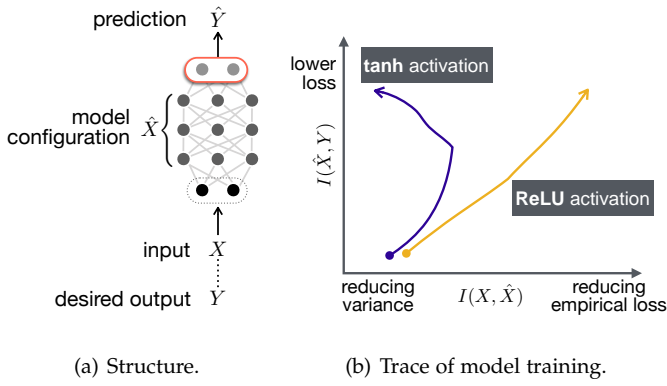 prediction Ŷ
model
configuration X̂
input X
desired output Y
(a) Structure.
lower
loss
tanh activation
I(X̂, Y)
ReLU activation
reducing
variance
I(X, X̂)
reducing
empirical loss
(b) Trace of model training.